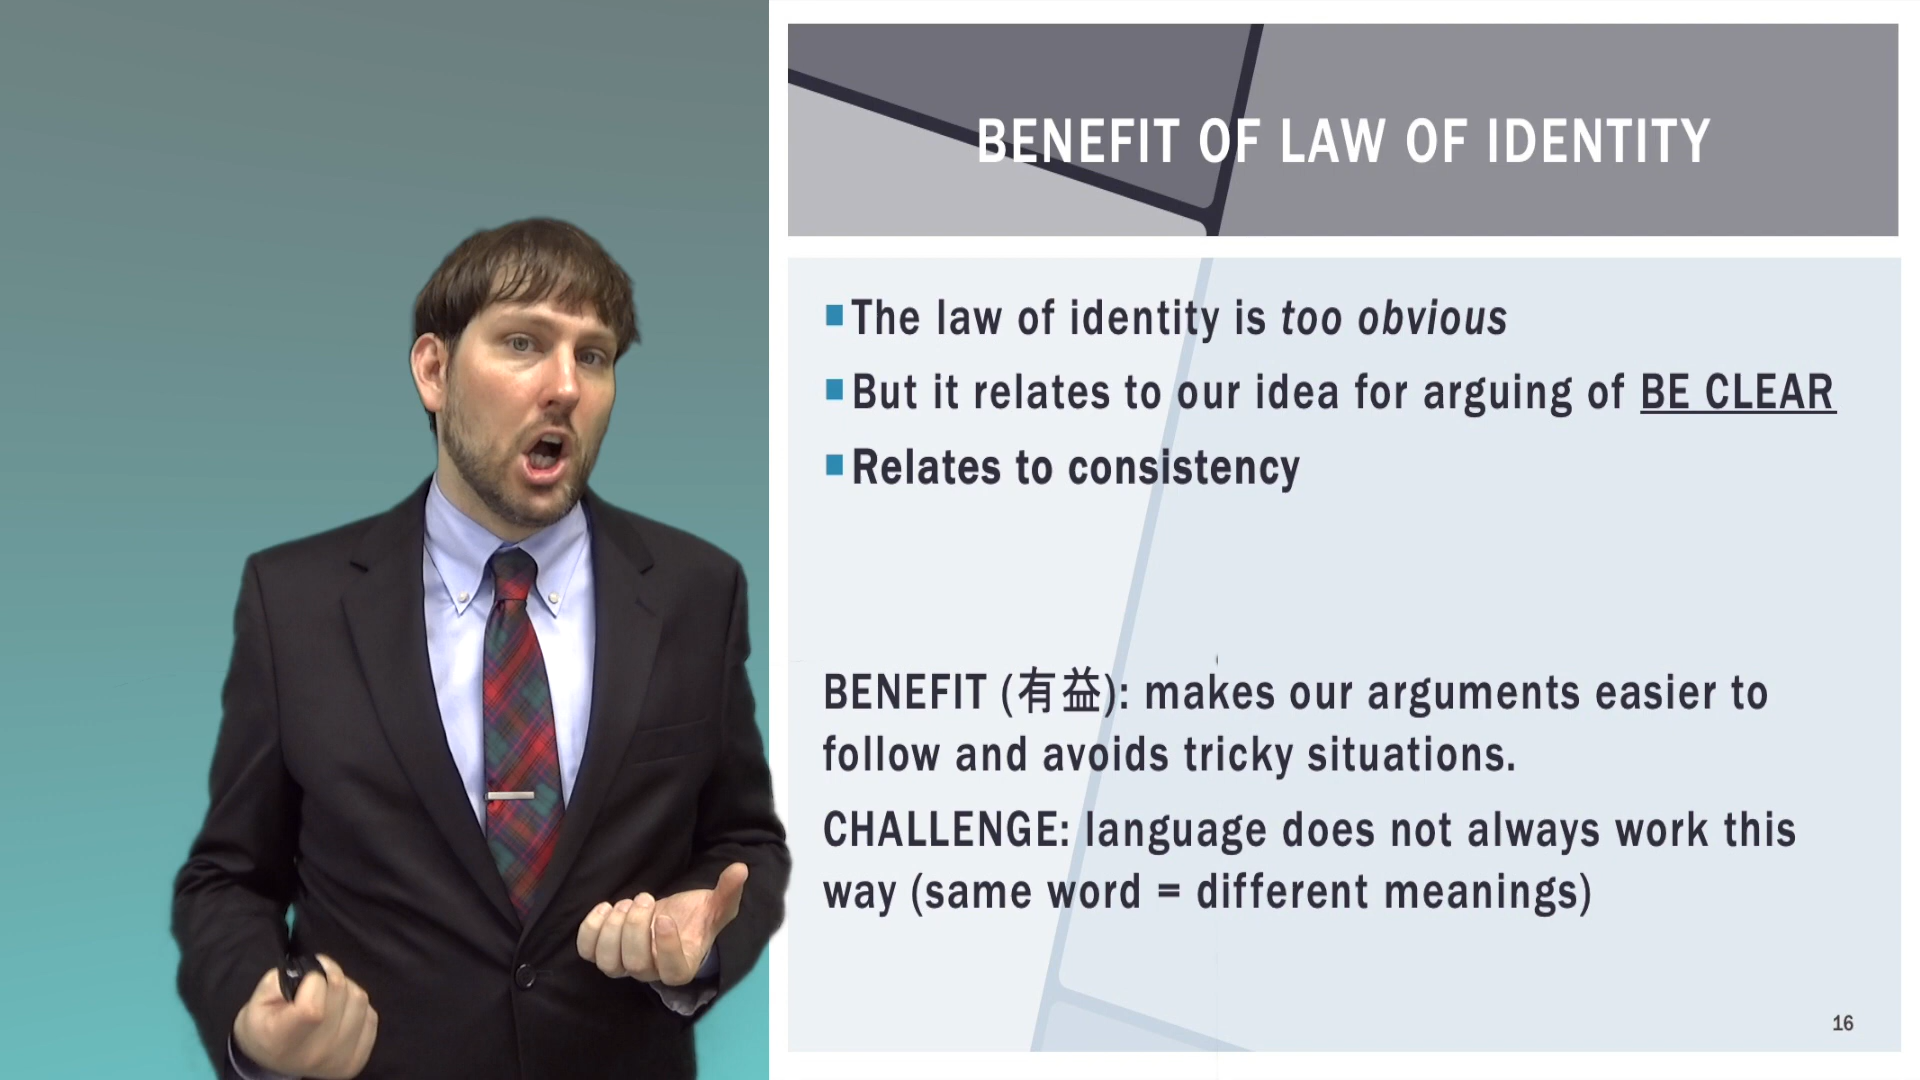 BENEFIT OF LAW OF IDENTITY
The law of identity is too obvious
But it relates to our idea for arguing of BE CLEAR
Relates to consistency
BENEFIT (有益): makes our arguments easier to
follow and avoids tricky situations.
CHALLENGE: language does not always work this
way (same word = different meanings)
16